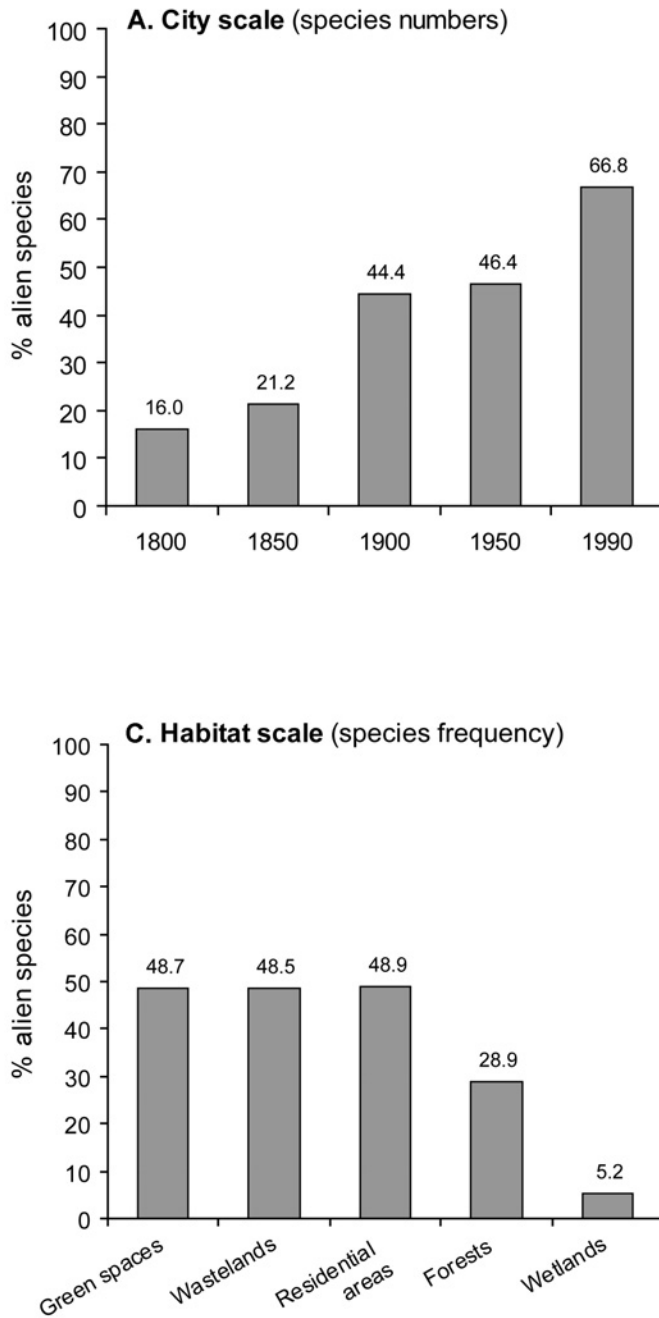 A. City scale (species numbers)
% alien species
100
90
80
70
60
50
40
30
20
10
0
16.0
21.2
44.4
46.4
66.8
1800 1850 1900 1950 1990
C. Habitat scale (species frequency)
% alien species
100
90
80
70
60
50
40
30
20
10
0
48.7
48.5
48.9
28.9
5.2
Green spaces
Wastelands
Residential
areas
Forests
Wetlands